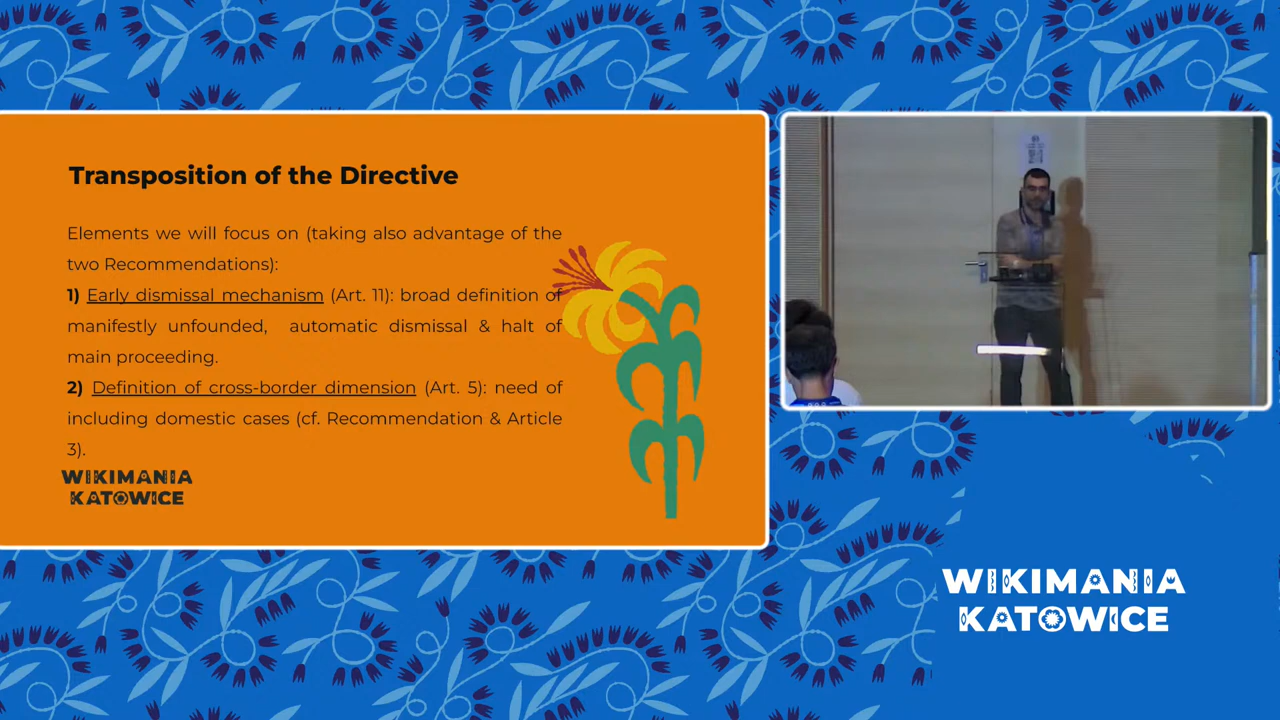 Transposition of the Directive
Elements we will focus on (taking also advantage of the
two Recommendations):
1) Early dismissal mechanism (Art. 11): broad definition of
manifestly unfounded, automatic dismissal & halt of
main proceeding.
2) Definition of cross-border dimension (Art. 5): need of
including domestic cases (cf. Recommendation & Article
3).
WIKIMANIA
KATOWICE
WIKIMANIA
KATOWICE